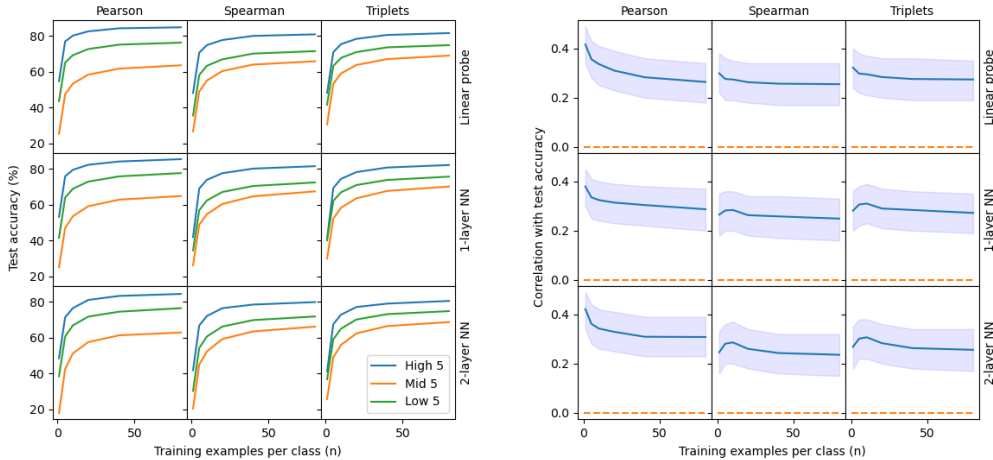 Pearson Spearman Triplets
80
60
40
20
Linear probe
80
60
40
20
1-layer NN
80
60
40
20
2-layer NN
Test accuracy (%)
High 5
Mid 5
Low 5
0 50 0 50 0 50
Training examples per class (n)
Pearson Spearman Triplets
0.4
0.2
0.0
Linear probe
0.4
0.2
0.0
1-layer NN
0.4
0.2
0.0
2-layer NN
Correlation with test accuracy
0 50 0 50 0 50
Training examples per class (n)